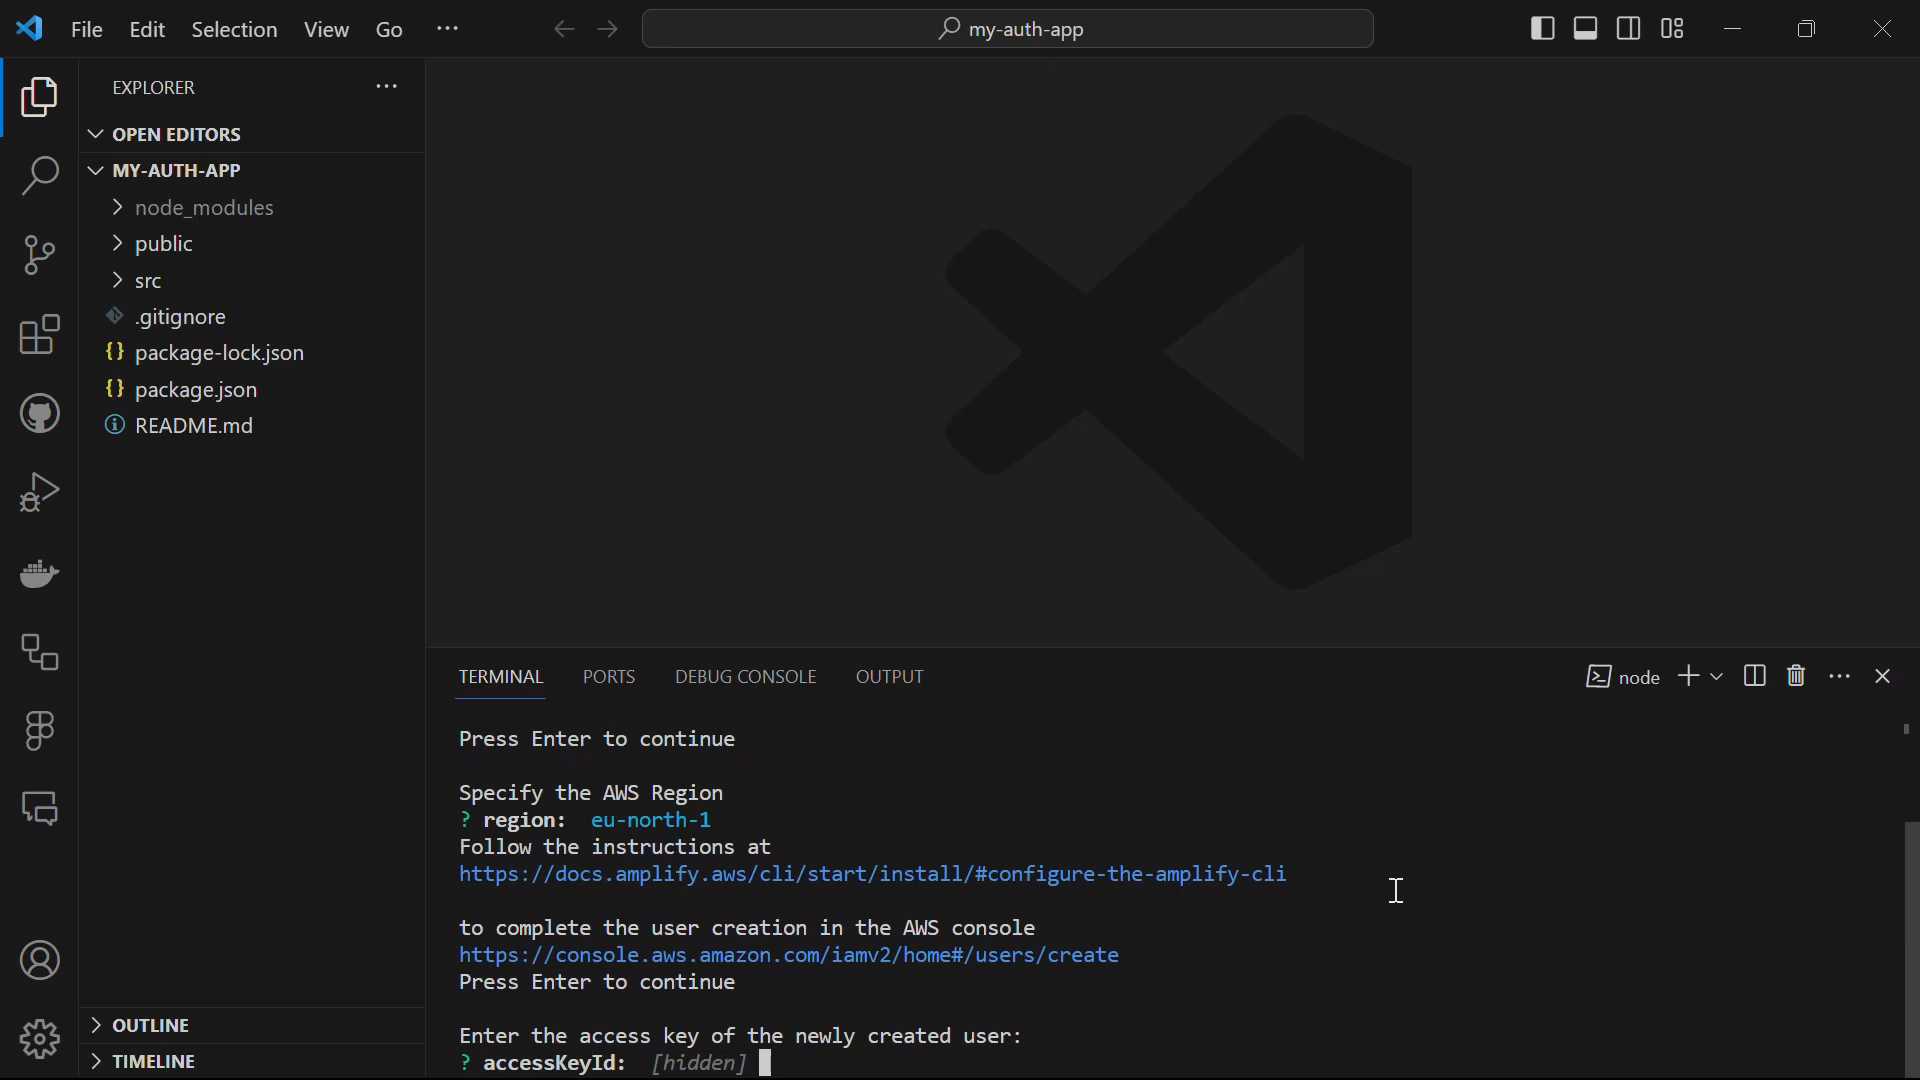 File Edit Selection View Go ··· my-auth-app
EXPLORER ···
OPEN EDITORS
MY-AUTH-APP
node_modules
public
src
.gitignore
{} package-lock.json
{} package.json
README.md
OUTLINE
TIMELINE
TERMINAL PORTS DEBUG CONSOLE OUTPUT node ···
Press Enter to continue
Specify the AWS Region
? region: eu-north-1
Follow the instructions at
https://docs.amplify.aws/cli/start/install/#configure-the-amplify-cli
to complete the user creation in the AWS console
https://console.aws.amazon.com/iamv2/home#/users/create
Press Enter to continue
Enter the access key of the newly created user:
? accessKeyId: [hidden]